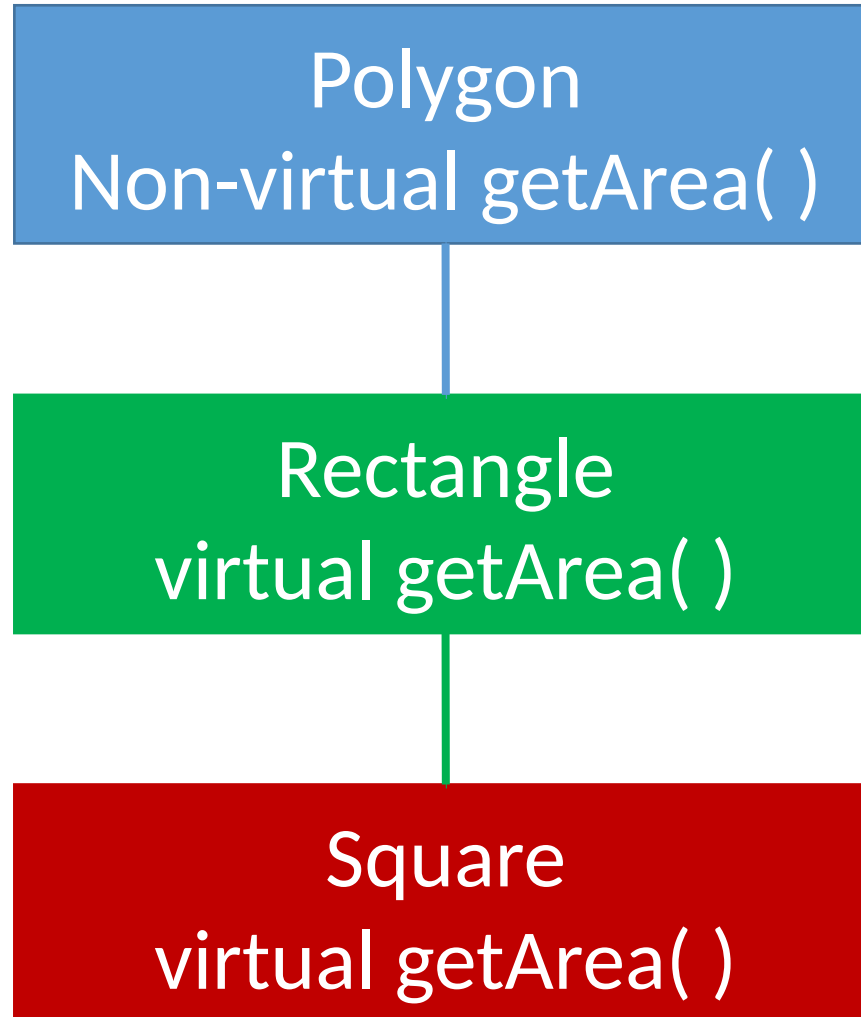 Polygon
Non-virtual getArea( )
Rectangle
virtual getArea( )
Square
virtual getArea( )